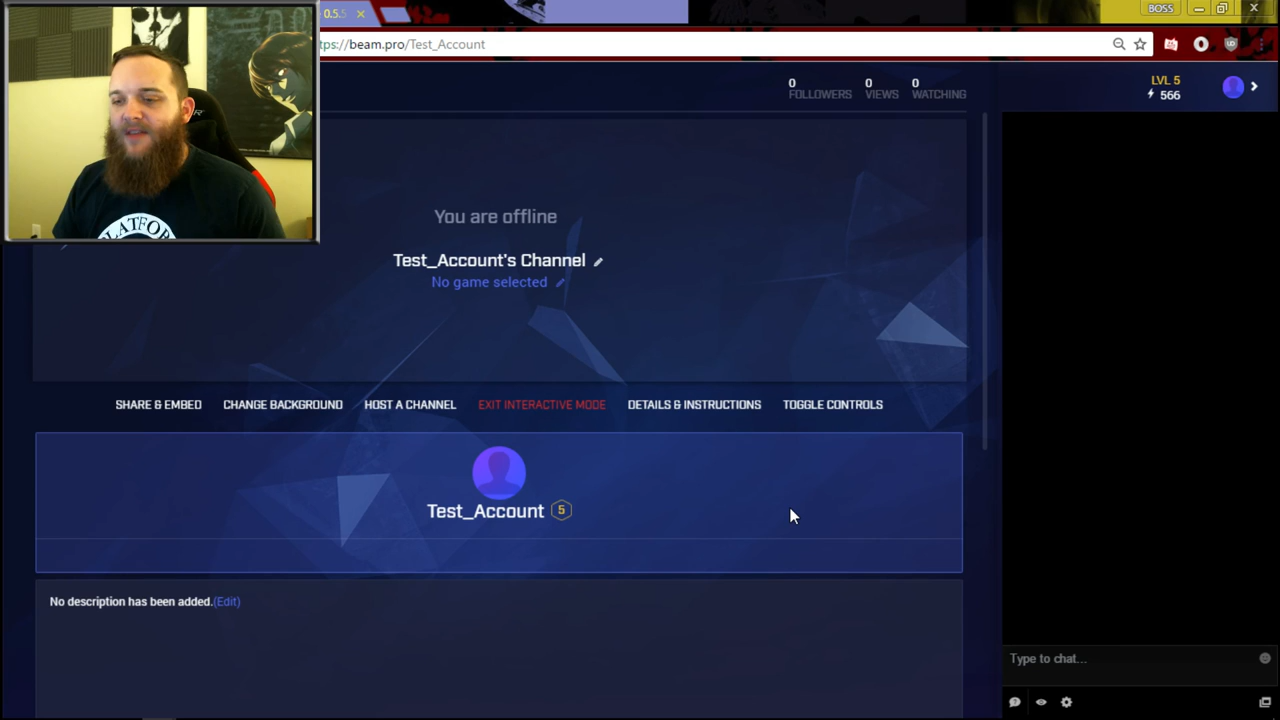 0.5.5
BOSS
tps://beam.pro/Test_Account
0 FOLLOWERS
0 VIEWS
0 WATCHING
LVL 5
566
You are offline
Test_Account's Channel
No game selected
SHARE & EMBED
CHANGE BACKGROUND
HOST A CHANNEL
EXIT INTERACTIVE MODE
DETAILS & INSTRUCTIONS
TOGGLE CONTROLS
Test_Account 5
No description has been added.(Edit)
Type to chat...
PLATFOR